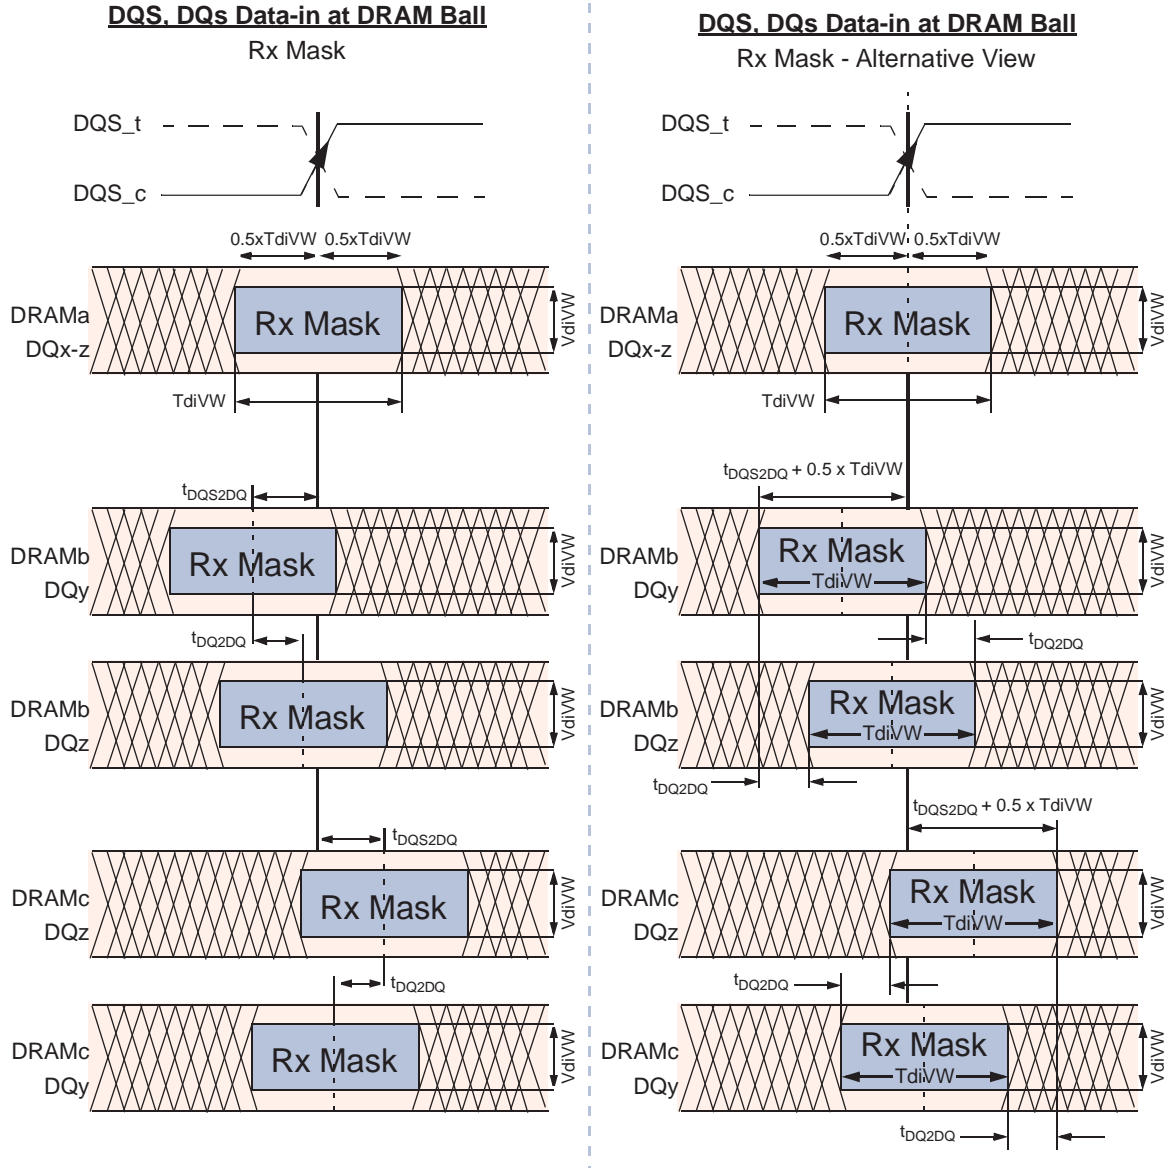 DQS, DQs Data-in at DRAM Ball
Rx Mask
DQS_t
DQS_c
0.5xTdiVW 0.5xTdiVW
DRAMa
DQx-z
Rx Mask
VdiVW
TdiVW
tDQS2DQ
DRAMb
DQy
Rx Mask
VdiVW
tDQ2DQ
DRAMb
DQz
Rx Mask
VdiVW
tDQS2DQ
DRAMc
DQz
Rx Mask
VdiVW
tDQ2DQ
DRAMc
DQy
Rx Mask
VdiVW
DQS, DQs Data-in at DRAM Ball
Rx Mask - Alternative View
DQS_t
DQS_c
0.5xTdiVW 0.5xTdiVW
DRAMa
DQx-z
Rx Mask
VdiVW
TdiVW
tDQS2DQ + 0.5 x TdiVW
DRAMb
DQy
Rx Mask
TdiVW
VdiVW
tDQ2DQ
DRAMb
DQz
Rx Mask
TdiVW
VdiVW
tDQ2DQ
tDQS2DQ + 0.5 x TdiVW
DRAMc
DQz
Rx Mask
TdiVW
VdiVW
tDQ2DQ
DRAMc
DQy
Rx Mask
TdiVW
VdiVW
tDQ2DQ